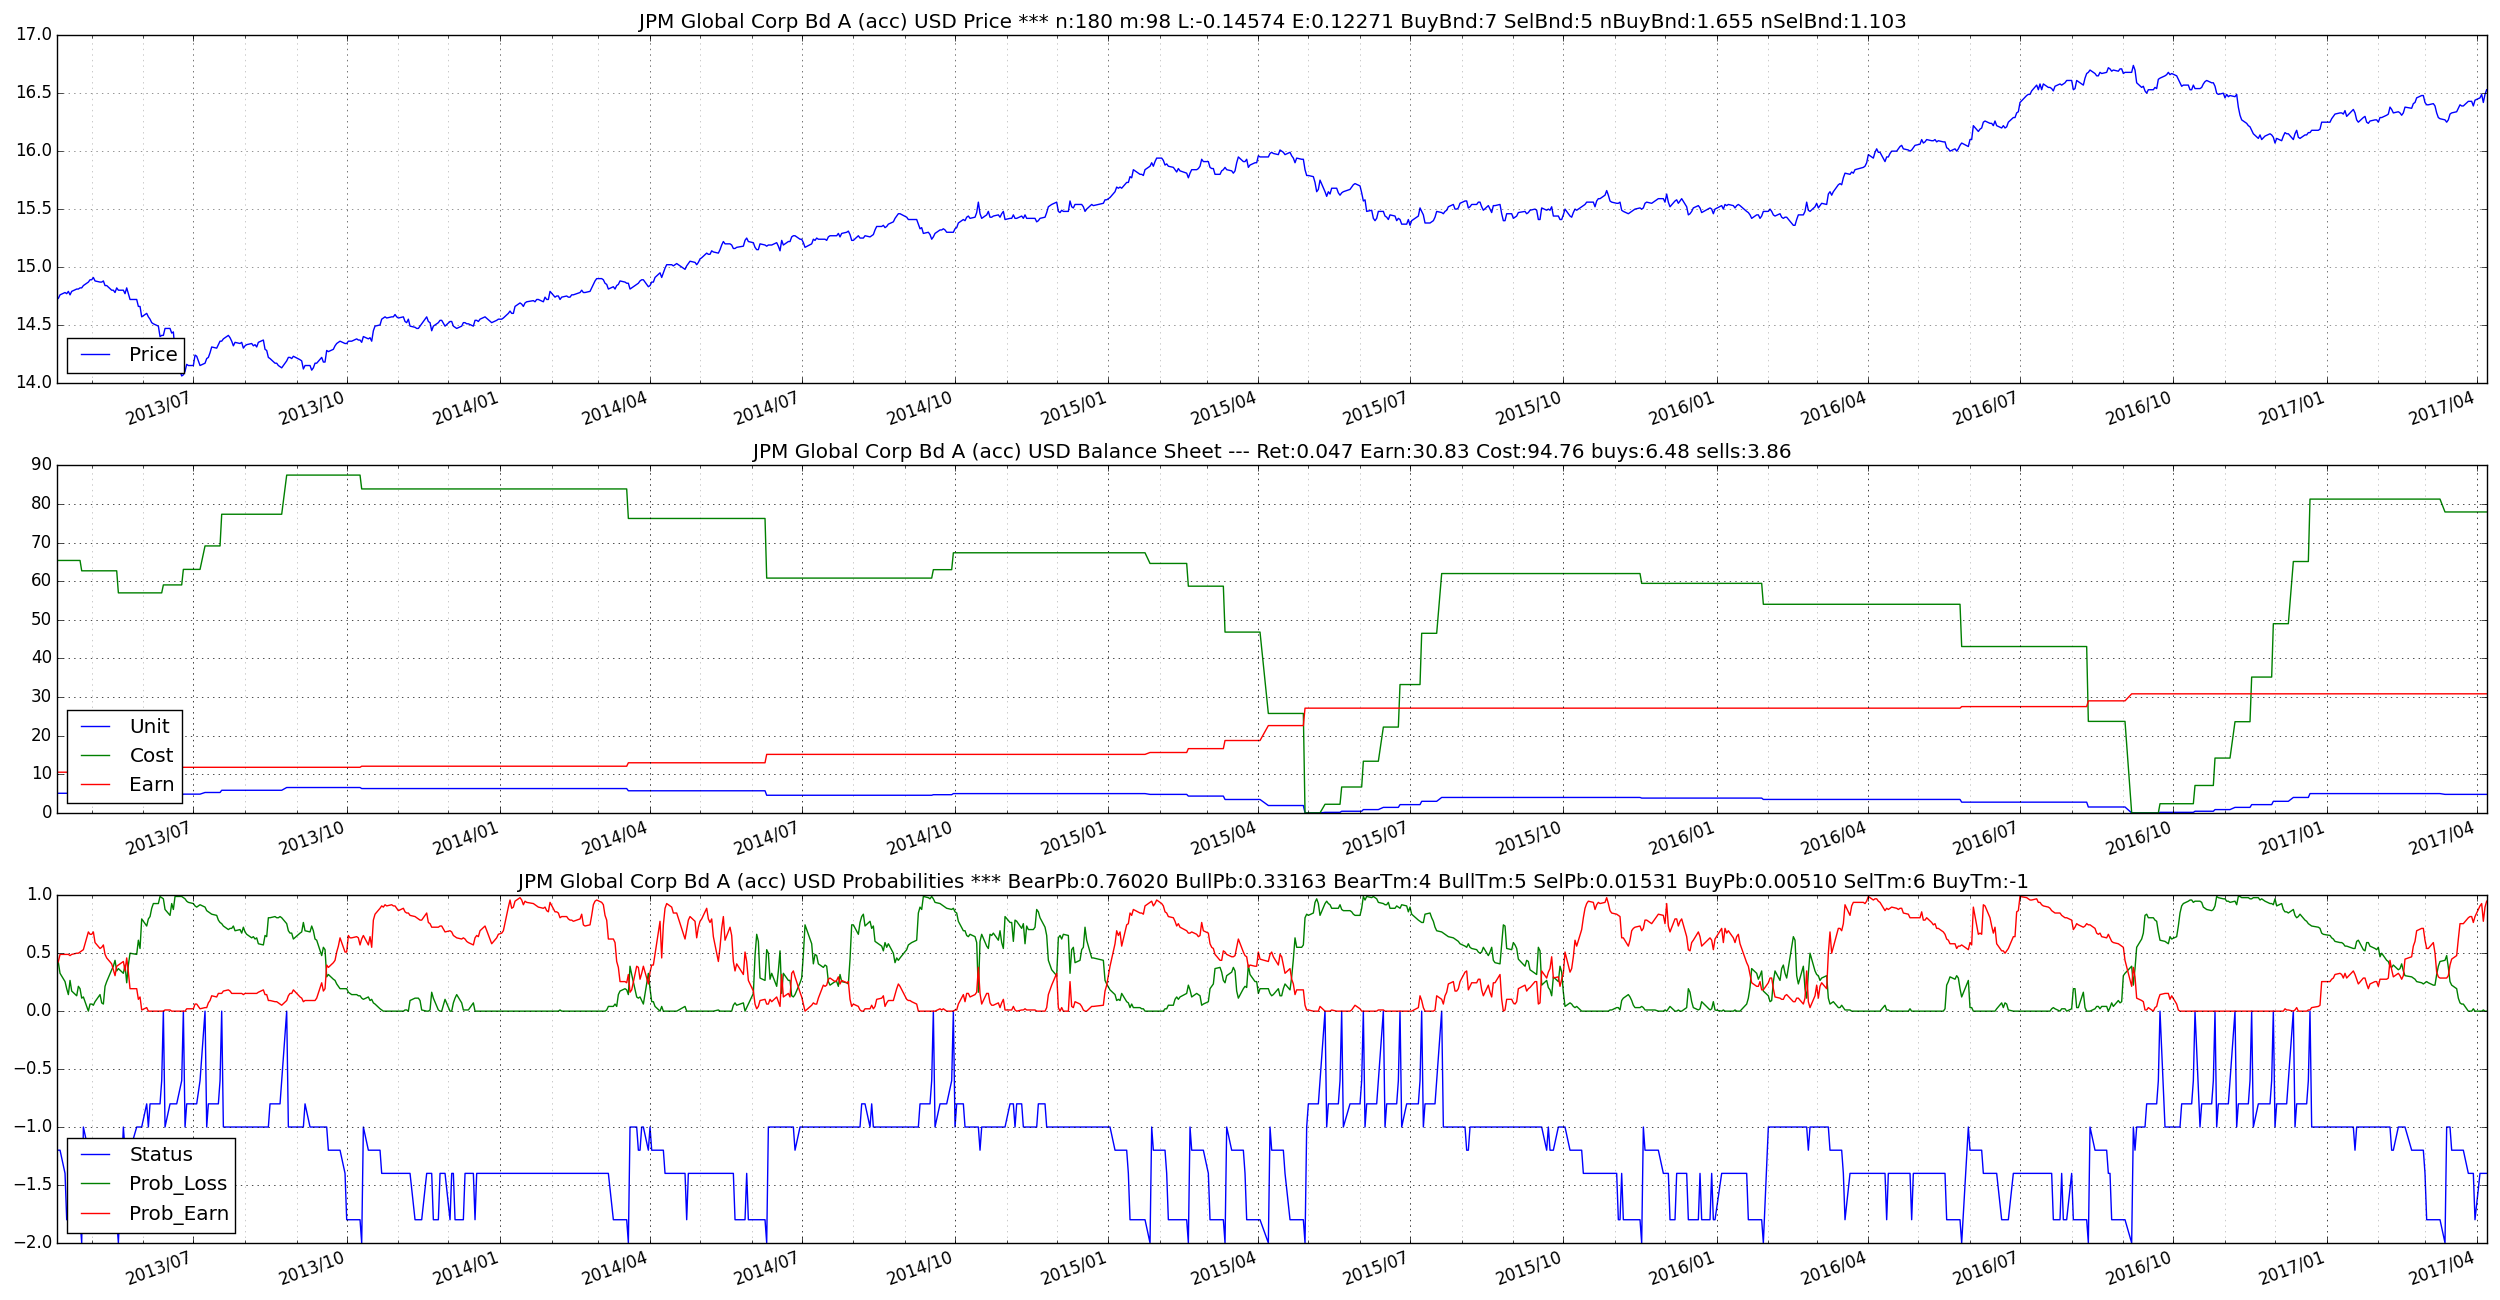 JPM Global Corp Bd A (acc) USD Price *** n:180 m:98 L:-0.14574 E:0.12271 BuyBnd:7 SelBnd:5 nBuyBnd:1.655 nSelBnd:1.103
17.0
16.5
16.0
15.5
15.0
14.5
14.0
Price
2013/07 2013/10 2014/01 2014/04 2014/07 2014/10 2015/01 2015/04 2015/07 2015/10 2016/01 2016/04 2016/07 2016/10 2017/01 2017/04
JPM Global Corp Bd A (acc) USD Balance Sheet --- Ret:0.047 Earn:30.83 Cost:94.76 buys:6.48 sells:3.86
90
80
70
60
50
40
30
20
10
0
Unit
Cost
Earn
2013/07 2013/10 2014/01 2014/04 2014/07 2014/10 2015/01 2015/04 2015/07 2015/10 2016/01 2016/04 2016/07 2016/10 2017/01 2017/04
JPM Global Corp Bd A (acc) USD Probabilities *** BearPb:0.76020 BullPb:0.33163 BearTm:4 BullTm:5 SelPb:0.01531 BuyPb:0.00510 SelTm:6 BuyTm:-1
1.0
0.5
0.0
−0.5
−1.0
−1.5
−2.0
Status
Prob_Loss
Prob_Earn
2013/07 2013/10 2014/01 2014/04 2014/07 2014/10 2015/01 2015/04 2015/07 2015/10 2016/01 2016/04 2016/07 2016/10 2017/01 2017/04